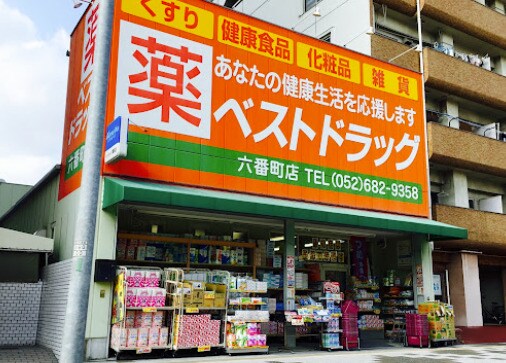 くすり
健康食品
化粧品
雑貨
薬
あなたの健康生活を応援します
ベストドラッグ
六番町店 TEL(052)682-9358